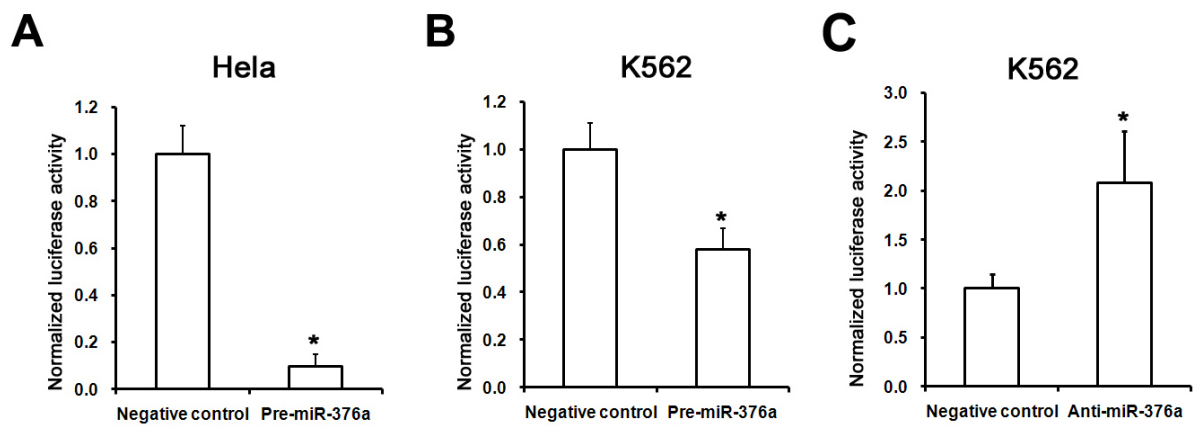 A
Hela
Normalized luciferase activity
1.2
1.0
0.8
0.6
0.4
0.2
0.0
*
Negative control Pre-miR-376a
B
K562
Normalized luciferase activity
1.2
1.0
0.8
0.6
0.4
0.2
0.0
*
Negative control Pre-miR-376a
C
K562
Normalized luciferase activity
3.0
2.5
2.0
1.5
1.0
0.5
0.0
*
Negative control Anti-miR-376a